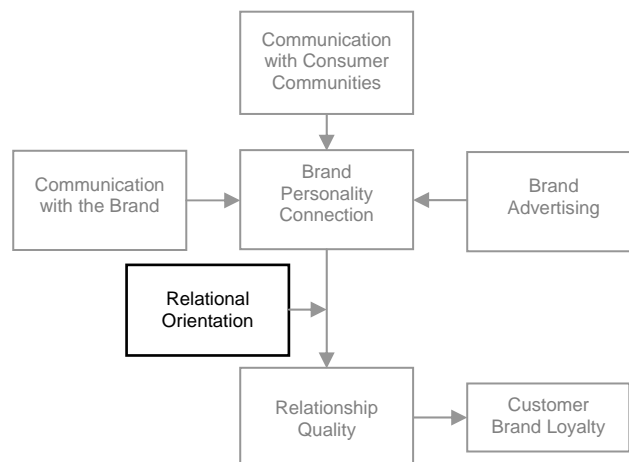 Communication
with Consumer
Communities
Communication
with the Brand
Brand
Personality
Connection
Brand
Advertising
Relational
Orientation
Relationship
Quality
Customer
Brand Loyalty